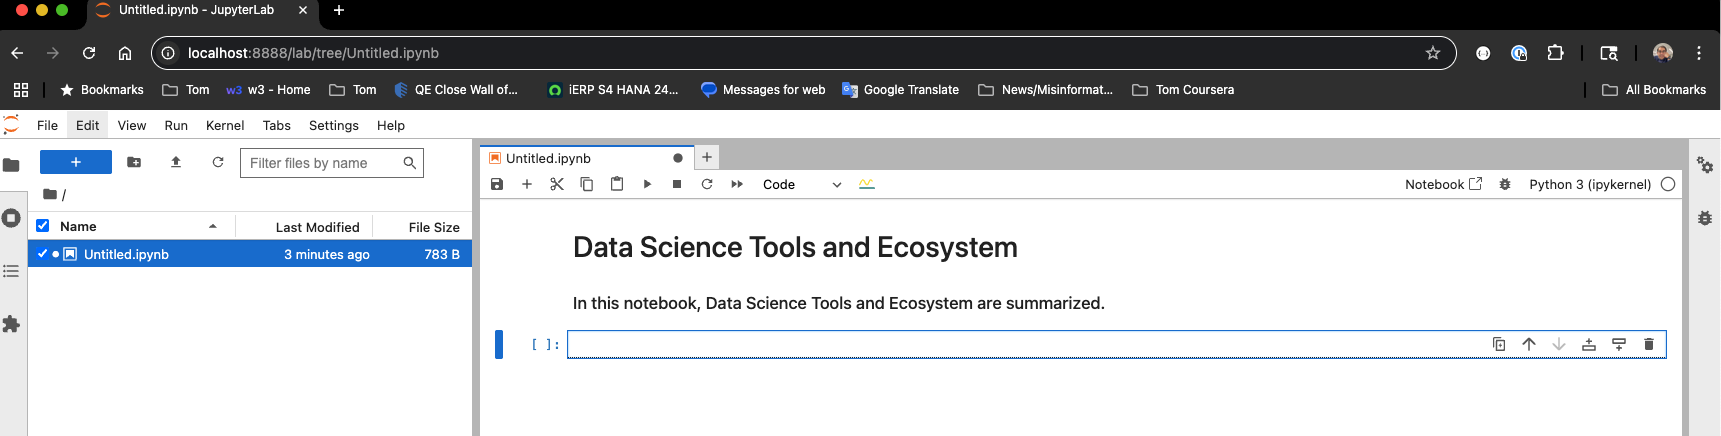 Untitled.ipynb - JupyterLab
localhost:8888/lab/tree/Untitled.ipynb
Bookmarks Tom w3 w3 - Home Tom QE Close Wall of... iERP S4 HANA 24... Messages for web Google Translate News/Misinformat... Tom Coursera All Bookmarks
File Edit View Run Kernel Tabs Settings Help
Filter files by name
/
Name Last Modified File Size
Untitled.ipynb 3 minutes ago 783 B
Untitled.ipynb
Code Notebook Python 3 (ipykernel)
Data Science Tools and Ecosystem
In this notebook, Data Science Tools and Ecosystem are summarized.
[ ]: